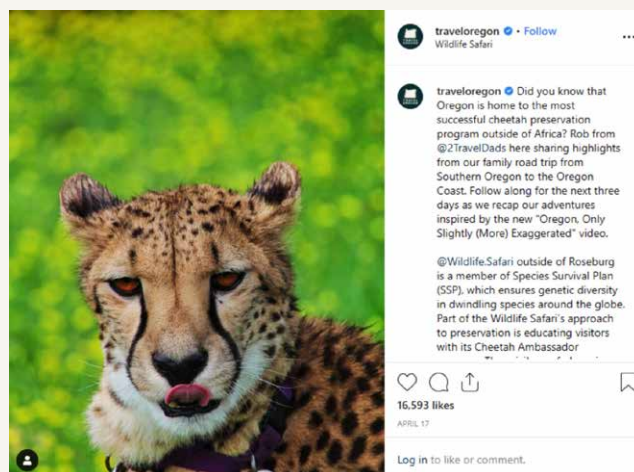 traveloregon • Follow
Wildlife Safari
traveloregon Did you know that
Oregon is home to the most
successful cheetah preservation
program outside of Africa? Rob from
@2TravelDads here sharing highlights
from our family road trip from
Southern Oregon to the Oregon
Coast. Follow along for the next three
days as we recap our adventures
inspired by the new "Oregon, Only
Slightly (More) Exaggerated" video.
@Wildlife.Safari outside of Roseburg
is a member of Species Survival Plan
(SSP), which ensures genetic diversity
in dwindling species around the globe.
Part of the Wildlife Safari's approach
to preservation is educating visitors
with its Cheetah Ambassador
16,593 likes
APRIL 17
Log in to like or comment.